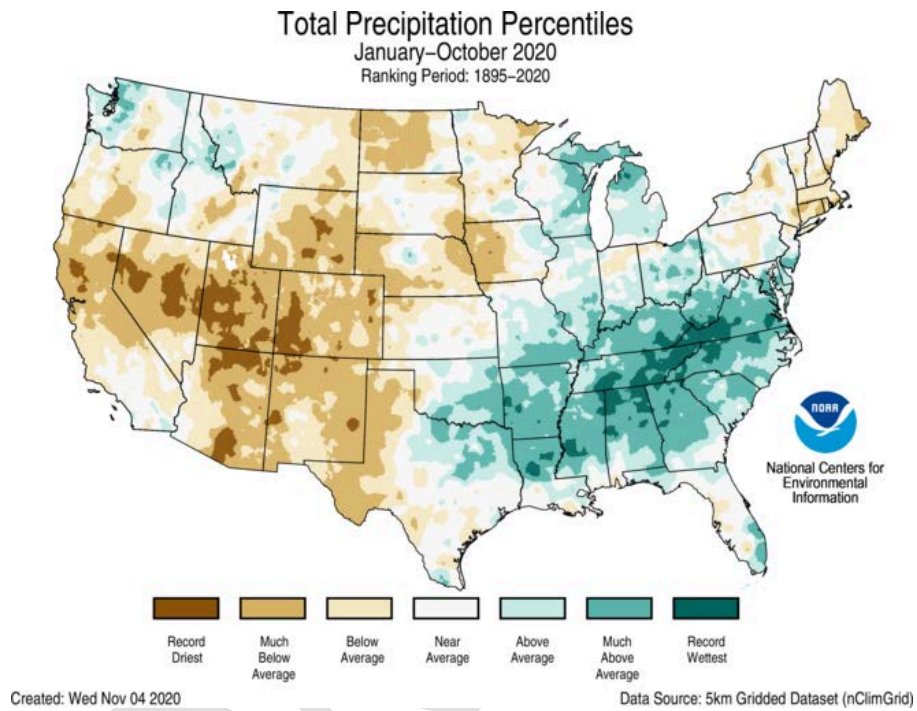 Total Precipitation Percentiles
January–October 2020
Ranking Period: 1895–2020
NOAA
National Centers for
Environmental
Information
Record
Driest
Much
Below
Average
Below
Average
Near
Average
Above
Average
Much
Above
Average
Record
Wettest
Created: Wed Nov 04 2020
Data Source: 5km Gridded Dataset (nClimGrid)